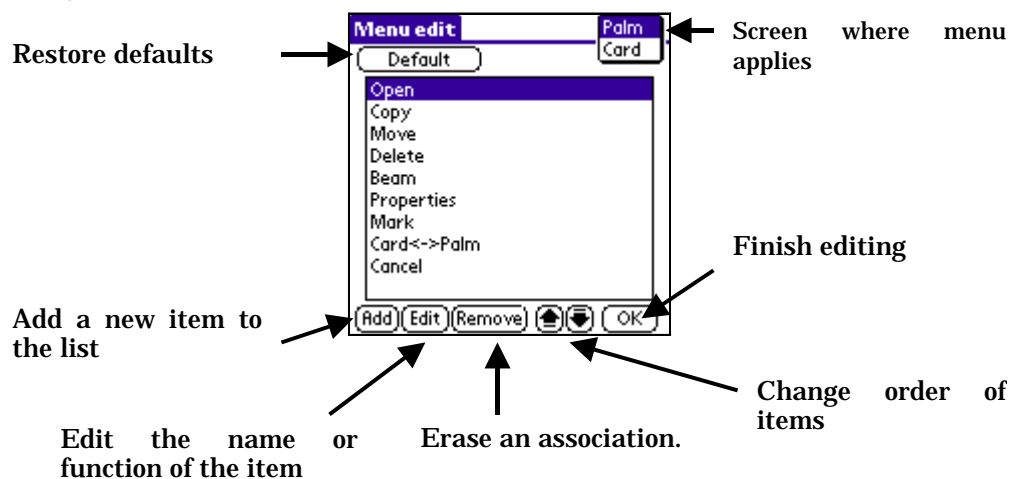 Menu edit
Palm
Card
Restore defaults
Default
Screen where menu
applies
Open
Copy
Move
Delete
Beam
Properties
Mark
Card<->Palm
Cancel
Finish editing
Add a new item to
the list
Add Edit Remove OK
Change order of
items
Edit the name or
function of the item
Erase an association.